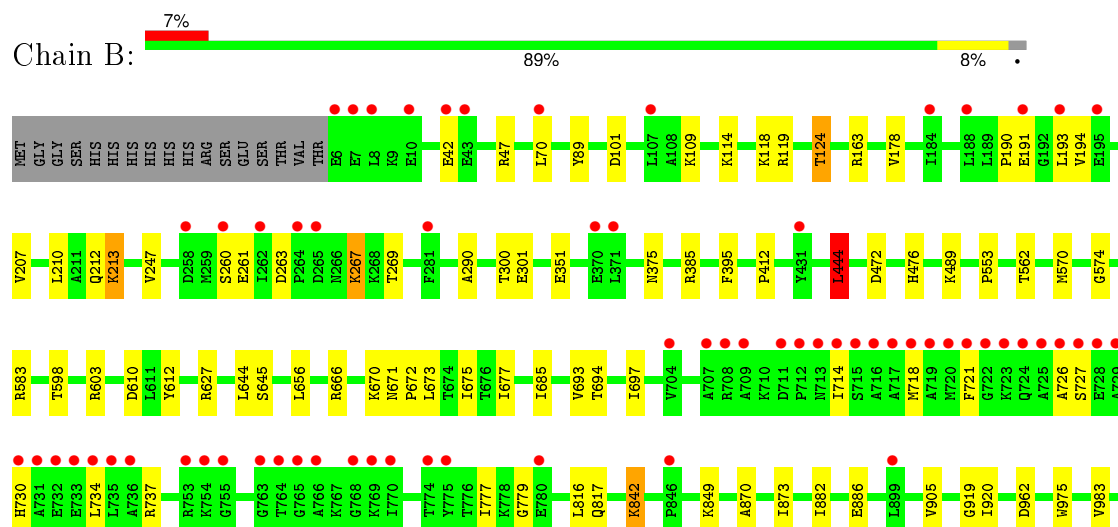 7%
Chain B:
89% 8% •
MET GLY GLY SER HIS HIS HIS HIS HIS HIS ARG SER GLU SER THR VAL THR E6 E7 L8 K9 E10 E42 E43 R47 L70 Y89 D101 L107 A108 K109 K114 K118 R119 T124 R163 V178 I184 L188 L189 P190 E191 G192 L193 V194 E195
V207 L210 A211 Q212 K213 V247 D258 M259 S260 E261 I262 D263 P264 D265 N266 K267 K268 T269 F281 A290 T300 E301 E351 E370 L371 N375 R385 F395 P412 Y431 L444 D472 H476 K489 P553 T562 M570 G574
R583 T598 R603 D610 L611 Y612 R627 L644 S645 L656 R666 K670 N671 P672 L673 T674 I675 T676 I677 I685 V693 T694 I697 V704 A707 R708 A709 K710 D711 P712 N713 I714 S715 A716 A717 M718 A719 M720 F721 G722 K723 Q724 A725 A726 S727 E728 A729
H730 A731 E732 E733 L734 L735 A736 R737 R753 K754 G755 G763 T764 G765 A766 K767 G768 K769 I770 T774 Y775 T776 I777 K778 G779 E780 L816 Q817 K842 P846 K849 A870 I873 I882 E886 L899 V905 G919 I920 D962 W975 V983